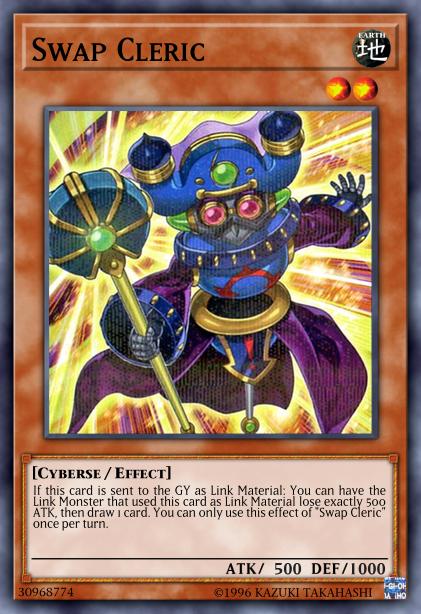 Swap Cleric
EARTH
地
[Cyberse / Effect]
If this card is sent to the GY as Link Material: You can have the
Link Monster that used this card as Link Material lose exactly 500
ATK, then draw 1 card. You can only use this effect of "Swap Cleric"
once per turn.
ATK/ 500 DEF/1000
30968774
©1996 KAZUKI TAKAHASHI